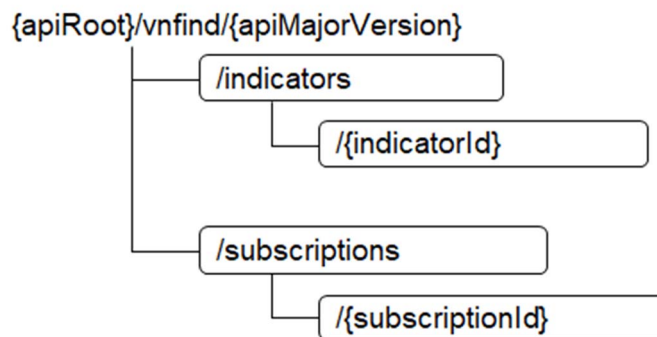 {apiRoot}/vnfind/{apiMajorVersion}
/indicators
/{indicatorId}
/subscriptions
/{subscriptionId}